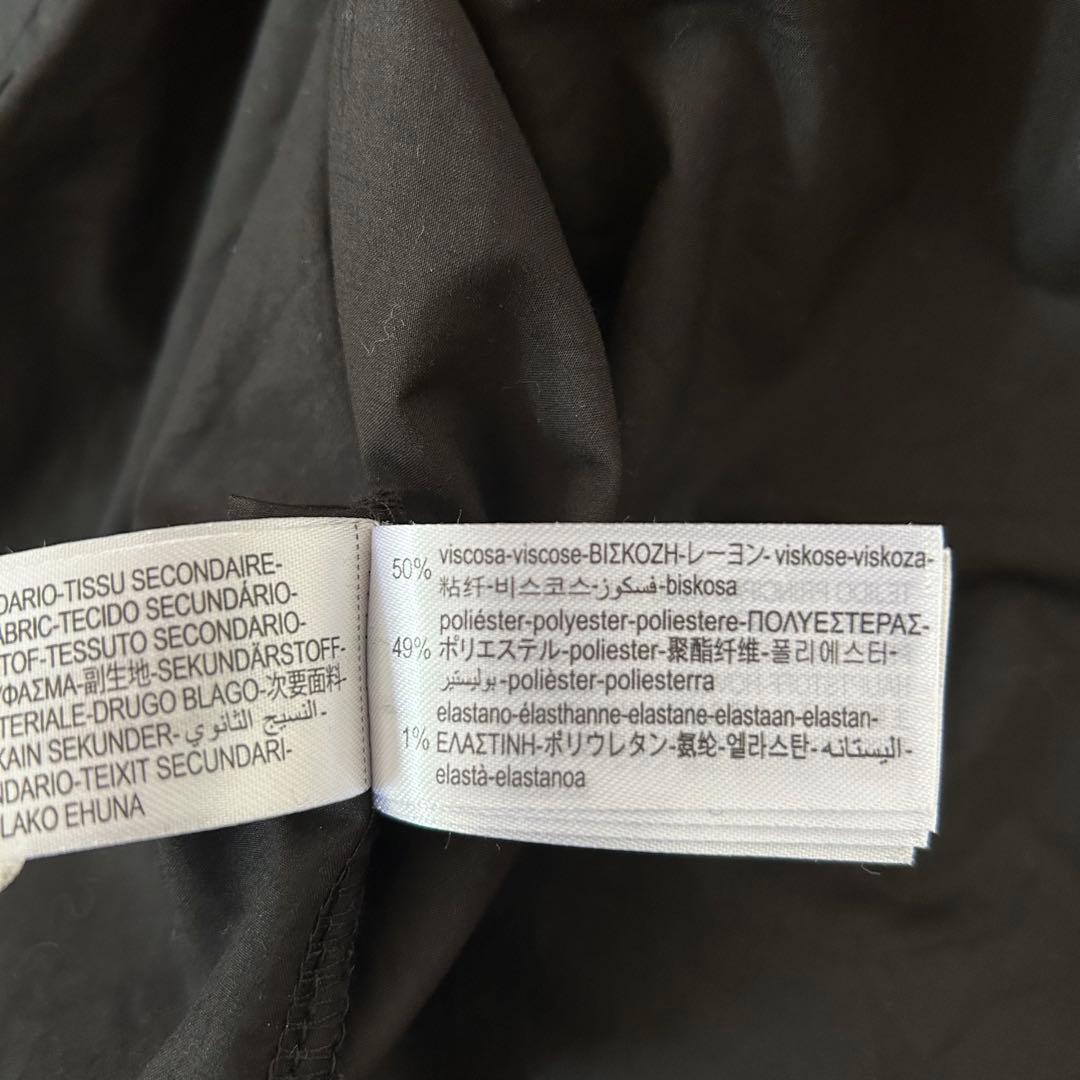 DARIO-TISSU SECONDAIRE-
ABRIC-TECIDO SECUNDÁRIO-
TOF-TESSUTO SECONDARIO-
ΥΦΑΣΜΑ-副生地-SEKUNDÄRSTOFF-
TERIALE-DRUGO BLAGO-次要面料-
KAIN SEKUNDER-النسيج الثانوي-
NDARIO-TEIXIT SECUNDARI-
LAKO EHUNA
50% viscosa-viscose-ΒΙΣΚΟΖΗ-レーヨン-viskose-viskoza-
粘纤-비스코스-فسكوز-biskosa
poliéster-polyester-poliestere-ΠΟΛΥΕΣΤΕΡΑΣ-
49% ポリエステル-poliester-聚酯纤维-폴리에스터-
بوليستير-polièster-poliesterra
elastano-élasthanne-elastane-elastaan-elastan-
1% ΕΛΑΣΤΙΝΗ-ポリウレタン-氨纶-엘라스탄-اليستانه-
elastà-elastanoa